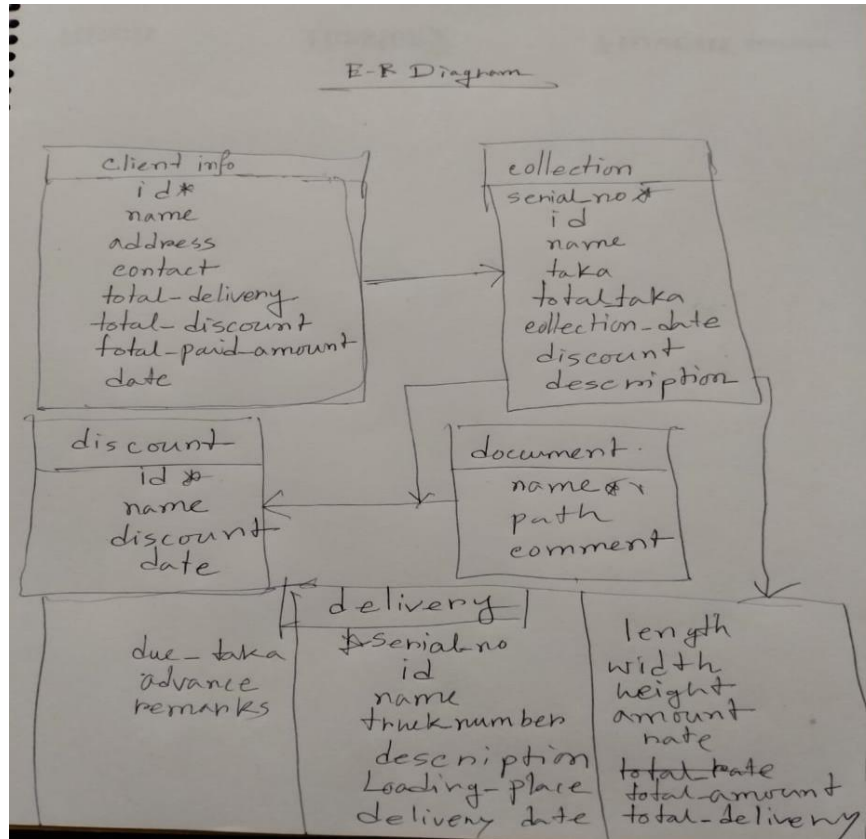 E-R Diagram
client info
id*
name
address
contact
total-delivery
total-discount
total-paid-amount
date
collection
serial_no *
id
name
taka
total taka
collection-date
discount
description
discount
id *
name
discount
date
document.
name *
path
comment
delivery
due-taka
advance
remarks
*serial-no
id
name
truck number
description
Loading-place
delivery date
length
width
height
amount
rate
total rate
total-amount
total-delivery